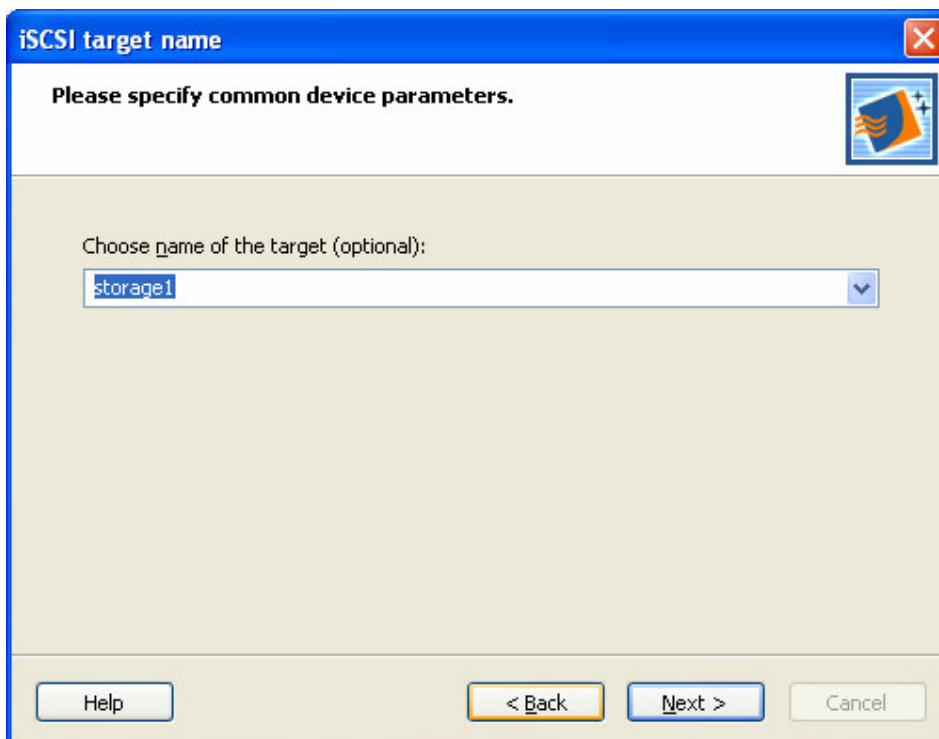 iSCSI target name
Please specify common device parameters.
Choose name of the target (optional):
storage1
Help
< Back
Next >
Cancel